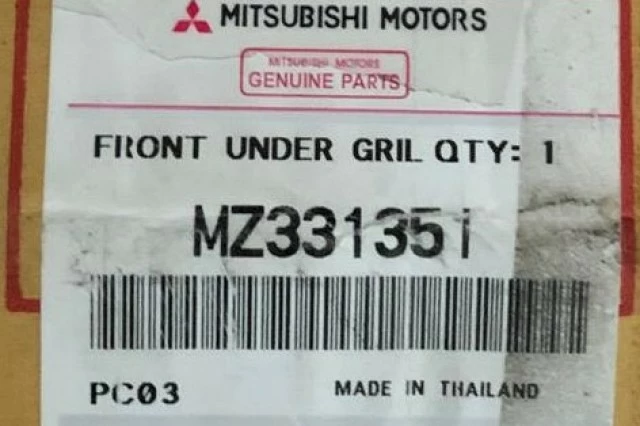 MITSUBISHI MOTORS
MITSUBISHI MOTORS
GENUINE PARTS
FRONT UNDER GRIL QTY: 1
MZ331351
PC03
MADE IN THAILAND